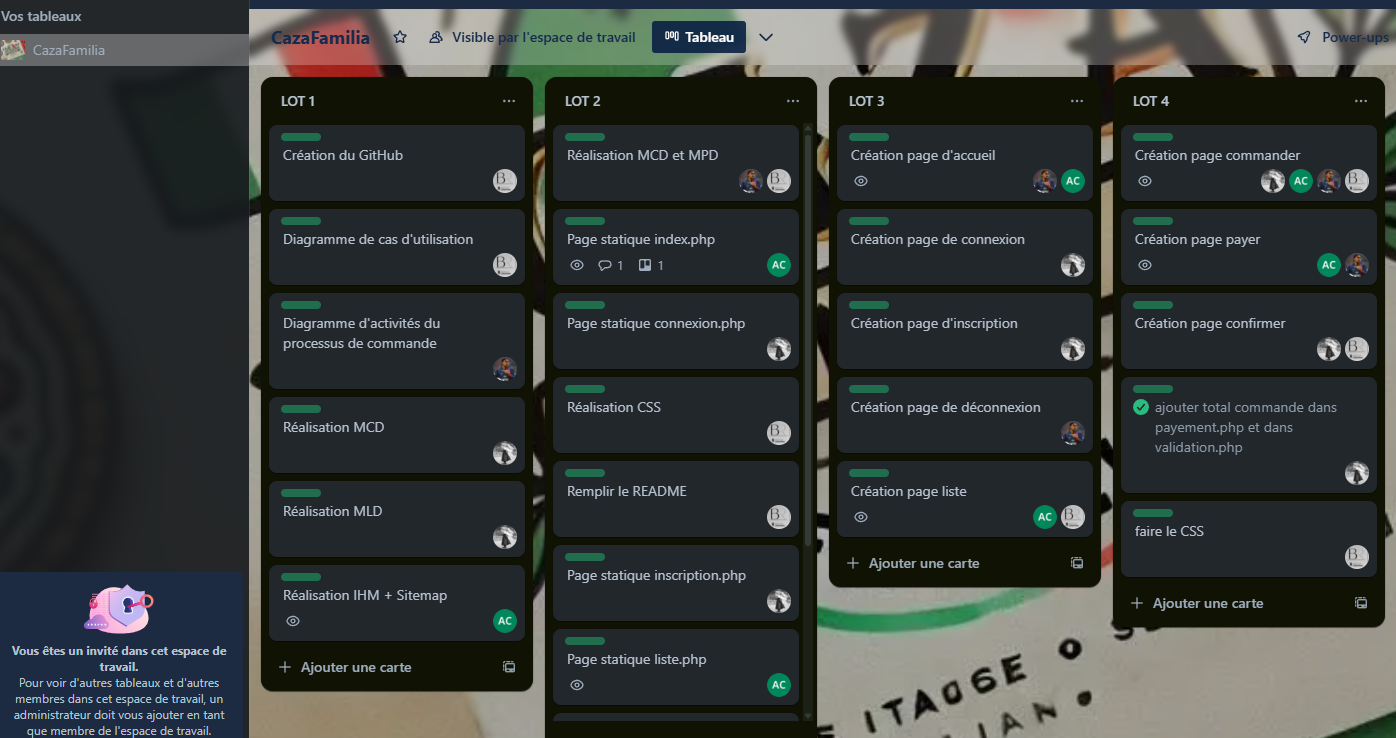 Vos tableaux
CazaFamilia
Vous êtes un invité dans cet espace de
travail.
Pour voir d'autres tableaux et d'autres
membres dans cet espace de travail, un
administrateur doit vous ajouter en tant
que membre de l'espace de travail.
CazaFamilia
Visible par l'espace de travail
Tableau
Power-ups
LOT 1
Création du GitHub
Diagramme de cas d'utilisation
Diagramme d'activités du
processus de commande
Réalisation MCD
Réalisation MLD
Réalisation IHM + Sitemap
AC
Ajouter une carte
LOT 2
Réalisation MCD et MPD
Page statique index.php
1 1
AC
Page statique connexion.php
Réalisation CSS
Remplir le README
Page statique inscription.php
Page statique liste.php
AC
LOT 3
Création page d'accueil
AC
Création page de connexion
Création page d'inscription
Création page de déconnexion
Création page liste
AC
Ajouter une carte
LOT 4
Création page commander
AC
Création page payer
AC
Création page confirmer
ajouter total commande dans
payement.php et dans
validation.php
faire le CSS
Ajouter une carte